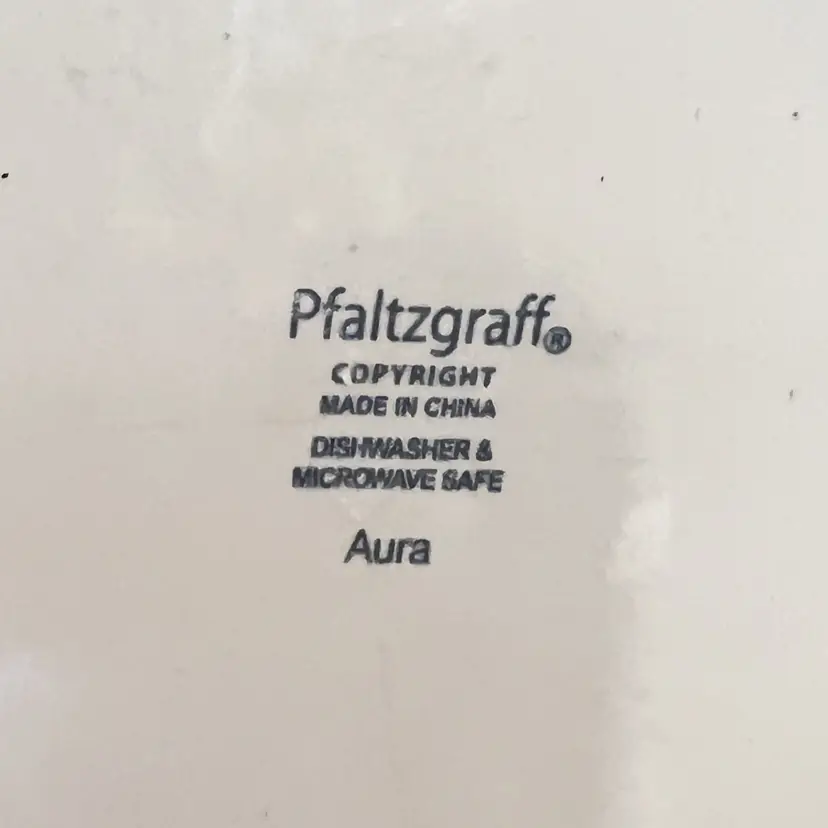 Pfaltzgraff®
COPYRIGHT
MADE IN CHINA
DISHWASHER &
MICROWAVE SAFE
Aura